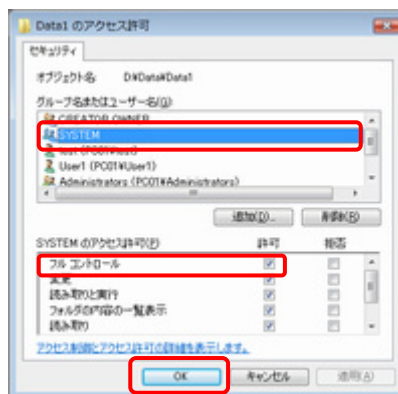 Data1 のアクセス許可
セキュリティ
オブジェクト名: D:¥Data¥Data1
グループ名またはユーザー名(G):
CREATOR OWNER
SYSTEM
test (PC01¥test)
User1 (PC01¥User1)
Administrators (PC01¥Administrators)
追加(D)... 削除(R)
SYSTEM のアクセス許可(P) 許可 拒否
フル コントロール
変更
読み取りと実行
フォルダの内容の一覧表示
読み取り
アクセス制御とアクセス許可の詳細を表示します。
OK キャンセル 適用(A)